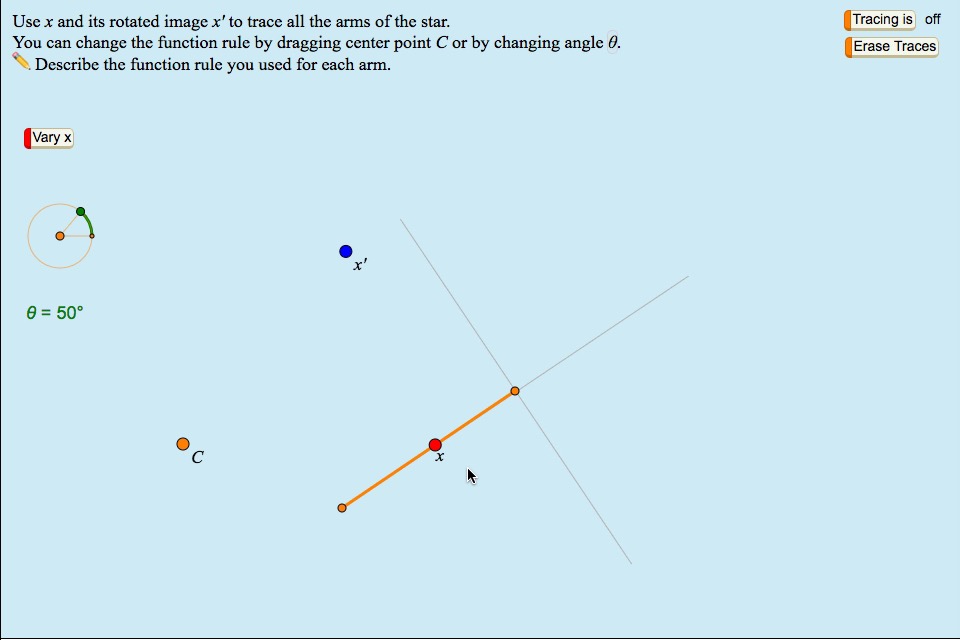 Use x and its rotated image x' to trace all the arms of the star.
You can change the function rule by dragging center point C or by changing angle θ.
Describe the function rule you used for each arm.
Tracing is off
Erase Traces
Vary x
x'
θ = 50°
C
x